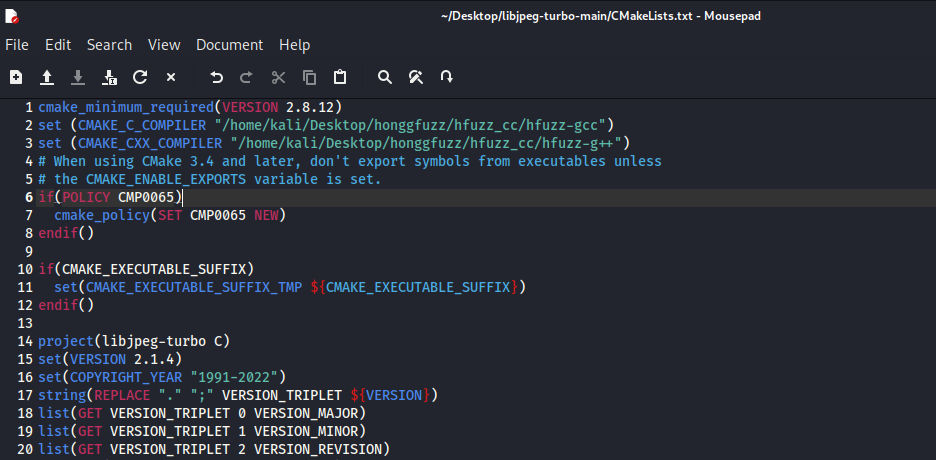 ~/Desktop/libjpeg-turbo-main/CMakeLists.txt - Mousepad
File Edit Search View Document Help
1 cmake_minimum_required(VERSION 2.8.12)
2 set (CMAKE_C_COMPILER "/home/kali/Desktop/honggfuzz/hfuzz_cc/hfuzz-gcc")
3 set (CMAKE_CXX_COMPILER "/home/kali/Desktop/honggfuzz/hfuzz_cc/hfuzz-g++")
4 # When using CMake 3.4 and later, don't export symbols from executables unless
5 # the CMAKE_ENABLE_EXPORTS variable is set.
6 if(POLICY CMP0065)
7   cmake_policy(SET CMP0065 NEW)
8 endif()
9
10 if(CMAKE_EXECUTABLE_SUFFIX)
11   set(CMAKE_EXECUTABLE_SUFFIX_TMP ${CMAKE_EXECUTABLE_SUFFIX})
12 endif()
13
14 project(libjpeg-turbo C)
15 set(VERSION 2.1.4)
16 set(COPYRIGHT_YEAR "1991-2022")
17 string(REPLACE "." ";" VERSION_TRIPLET ${VERSION})
18 list(GET VERSION_TRIPLET 0 VERSION_MAJOR)
19 list(GET VERSION_TRIPLET 1 VERSION_MINOR)
20 list(GET VERSION_TRIPLET 2 VERSION_REVISION)